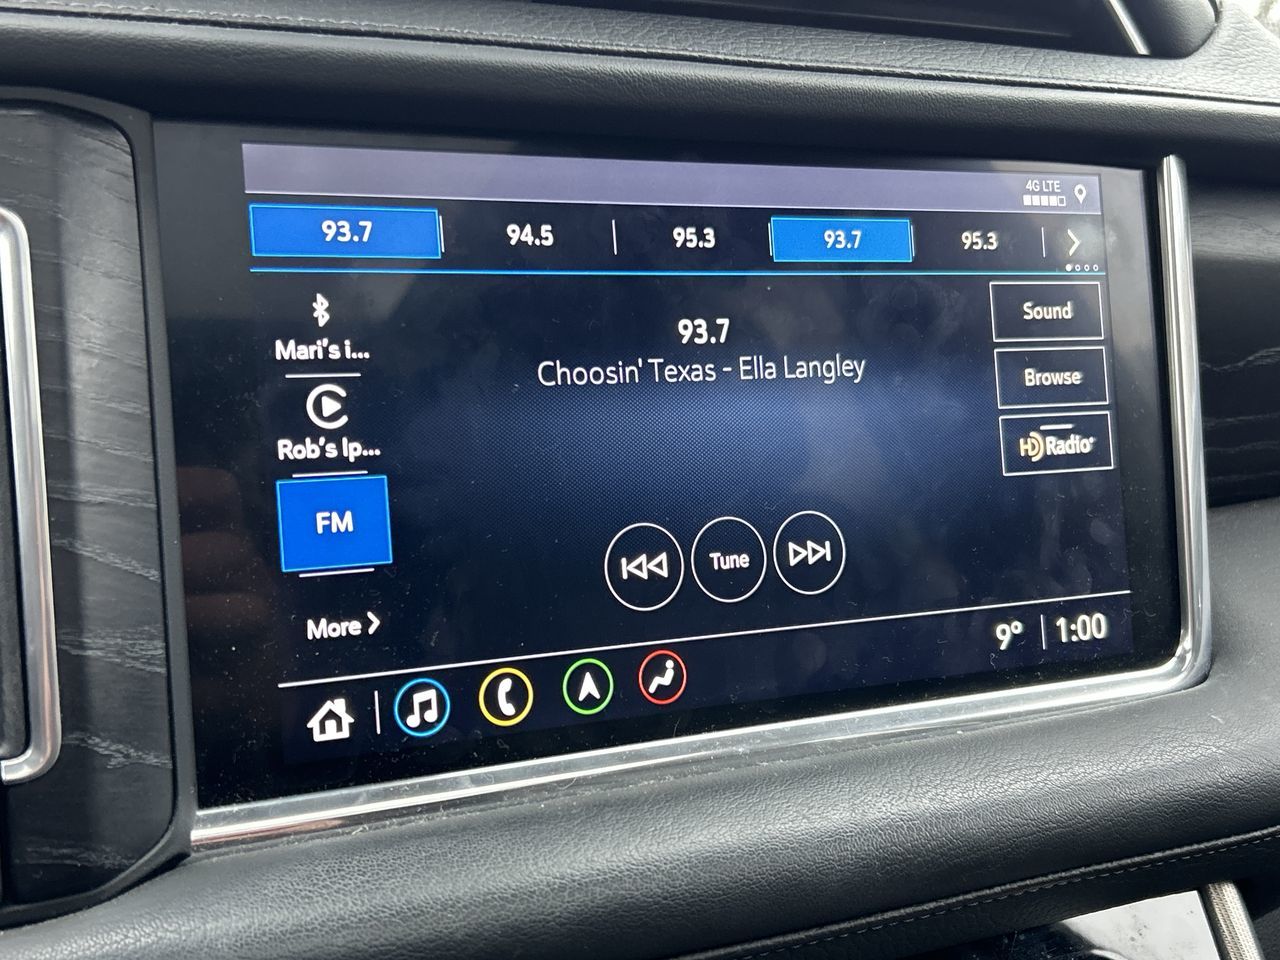 4G LTE
93.7
94.5
95.3
93.7
95.3
Mari's i...
Rob's Ip...
FM
More
93.7
Choosin' Texas - Ella Langley
Sound
Browse
HD Radio
Tune
9° 1:00